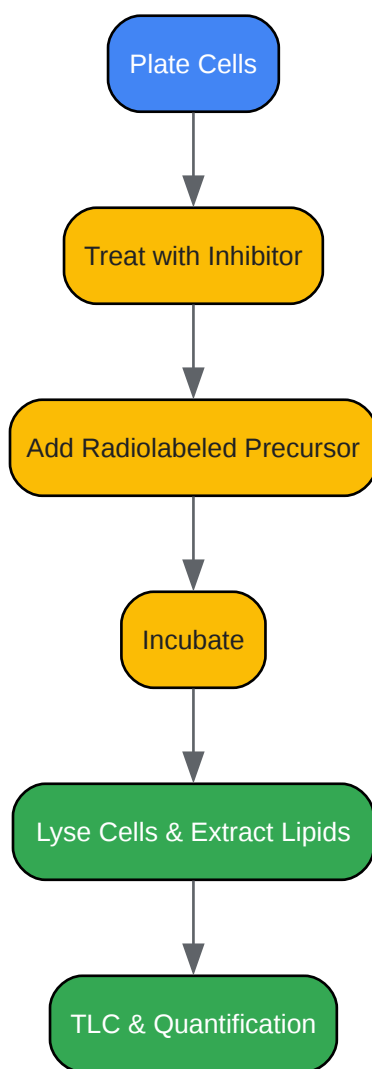 Plate Cells
Treat with Inhibitor
Add Radiolabeled Precursor
Incubate
Lyse Cells & Extract Lipids
TLC & Quantification